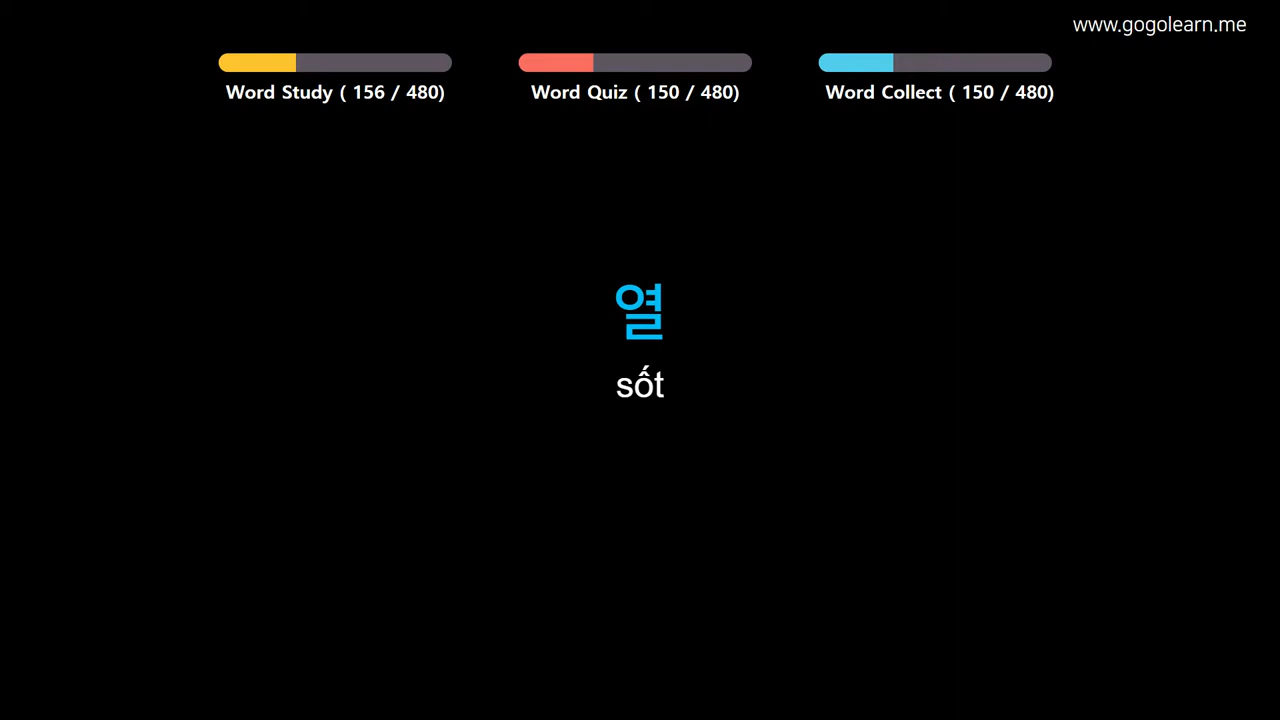 www.gogolearn.me
Word Study ( 156 / 480)
Word Quiz ( 150 / 480)
Word Collect ( 150 / 480)
열
sốt